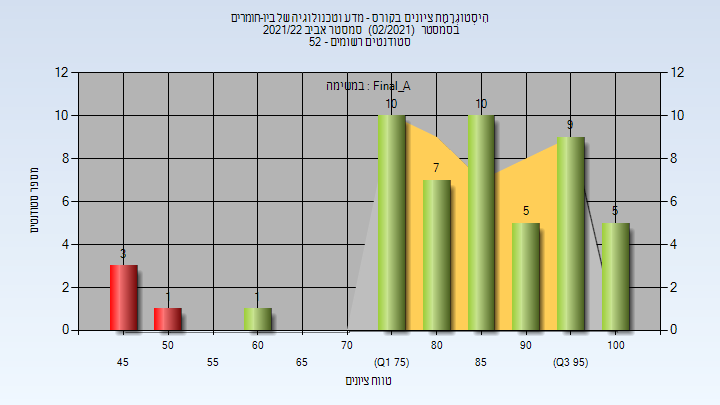 היסטוגרמת ציונים בקורס - מדע וטכנולוגיה של ביו-חומרים
בסמסטר (02/2021) סמסטר אביב 2021/22
סטודנטים רשומים - 52
במשימה : Final_A
12 12
10 10
8 8
6 6
4 4
2 2
0 0
מספר סטודנטים
3 1 1 10 7 10 5 9 5
50 60 70 80 90 100
45 55 65 (Q1 75) 85 (Q3 95)
טווח ציונים